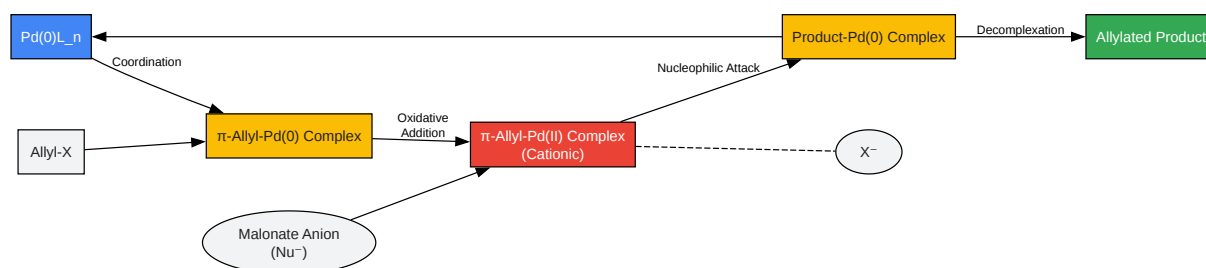 Pd(0)L_n
Product-Pd(0) Complex
Decomplexation
Allylated Product
Coordination
Nucleophilic Attack
Allyl-X
π-Allyl-Pd(0) Complex
Oxidative
Addition
π-Allyl-Pd(II) Complex
(Cationic)
X⁻
Malonate Anion
(Nu⁻)